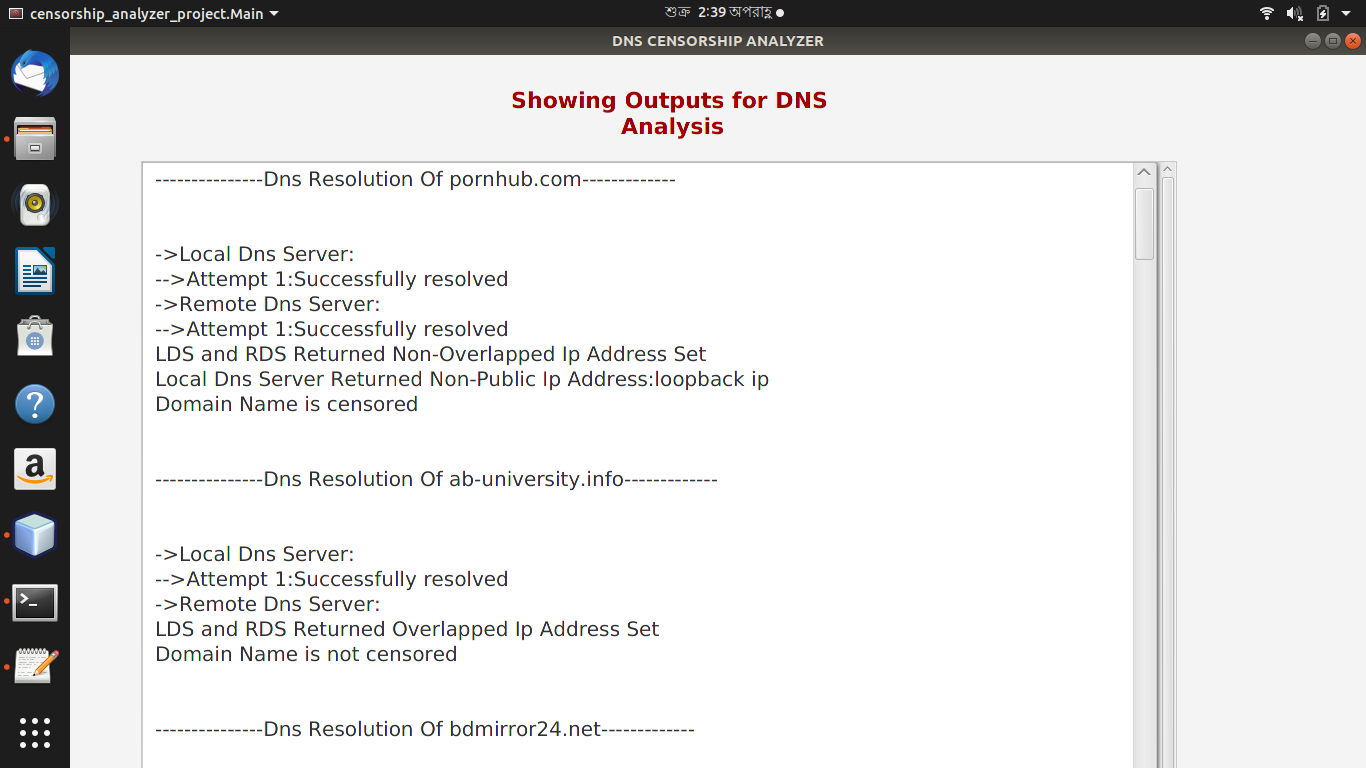 censorship_analyzer_project.Main
শুক্র 2:39 অপরাহ্ণ
DNS CENSORSHIP ANALYZER
Showing Outputs for DNS
Analysis
---------------Dns Resolution Of pornhub.com-------------
->Local Dns Server:
-->Attempt 1:Successfully resolved
->Remote Dns Server:
-->Attempt 1:Successfully resolved
LDS and RDS Returned Non-Overlapped Ip Address Set
Local Dns Server Returned Non-Public Ip Address:loopback ip
Domain Name is censored
---------------Dns Resolution Of ab-university.info-------------
->Local Dns Server:
-->Attempt 1:Successfully resolved
->Remote Dns Server:
LDS and RDS Returned Overlapped Ip Address Set
Domain Name is not censored
---------------Dns Resolution Of bdmirror24.net-------------